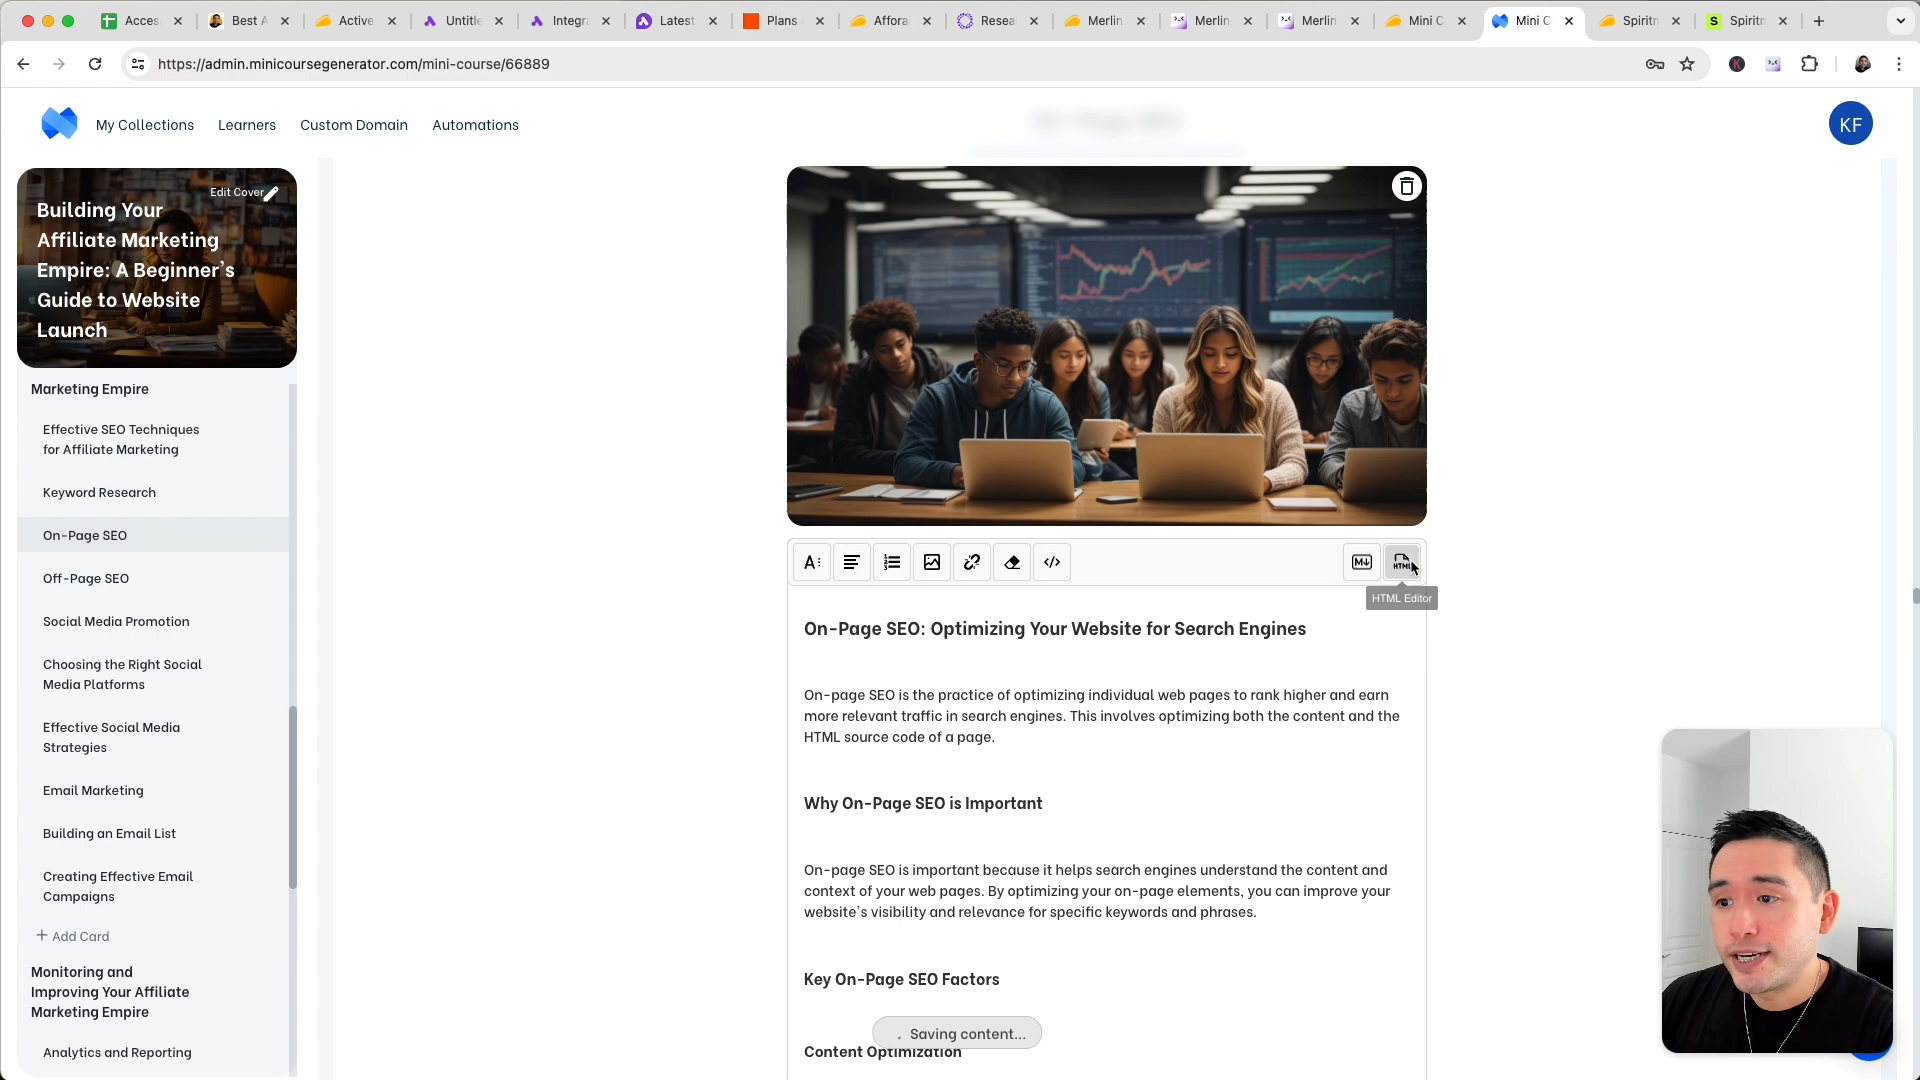 Acces
Best A
Active
Untitle
Integra
Latest
Plans
Affora
Resea
Merlin
Merlin
Merlin
Mini C
Mini C
Spiritm
Spiritm
https://admin.minicoursegenerator.com/mini-course/66889
My Collections
Learners
Custom Domain
Automations
KF
Edit Cover
Building Your
Affiliate Marketing
Empire: A Beginner's
Guide to Website
Launch
Marketing Empire
Effective SEO Techniques
for Affiliate Marketing
Keyword Research
On-Page SEO
Off-Page SEO
Social Media Promotion
Choosing the Right Social
Media Platforms
Effective Social Media
Strategies
Email Marketing
Building an Email List
Creating Effective Email
Campaigns
+ Add Card
Monitoring and
Improving Your Affiliate
Marketing Empire
Analytics and Reporting
On-Page SEO
HTML
HTML Editor
On-Page SEO: Optimizing Your Website for Search Engines
On-page SEO is the practice of optimizing individual web pages to rank higher and earn
more relevant traffic in search engines. This involves optimizing both the content and the
HTML source code of a page.
Why On-Page SEO is Important
On-page SEO is important because it helps search engines understand the content and
context of your web pages. By optimizing your on-page elements, you can improve your
website's visibility and relevance for specific keywords and phrases.
Key On-Page SEO Factors
Saving content...
Content Optimization